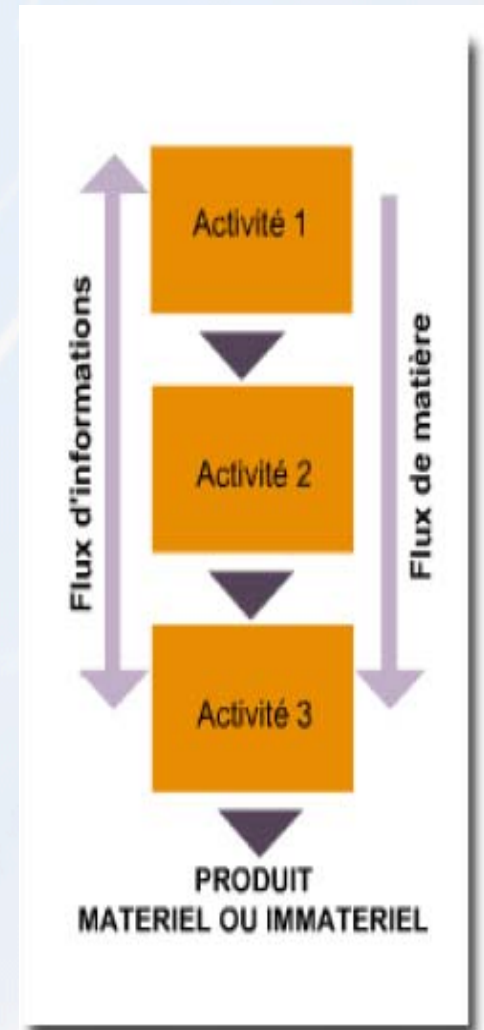 Activité 1
Flux d'informations
Flux de matière
Activité 2
Activité 3
PRODUIT
MATERIEL OU IMMATERIEL